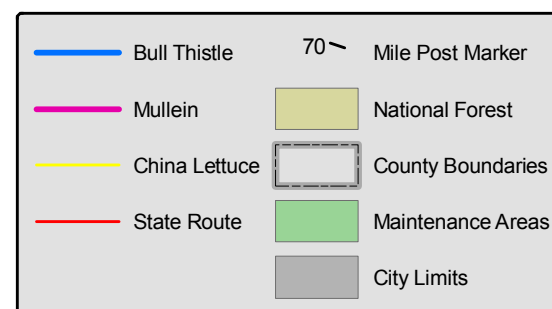 Bull Thistle
Mullein
China Lettuce
State Route
70 Mile Post Marker
National Forest
County Boundaries
Maintenance Areas
City Limits